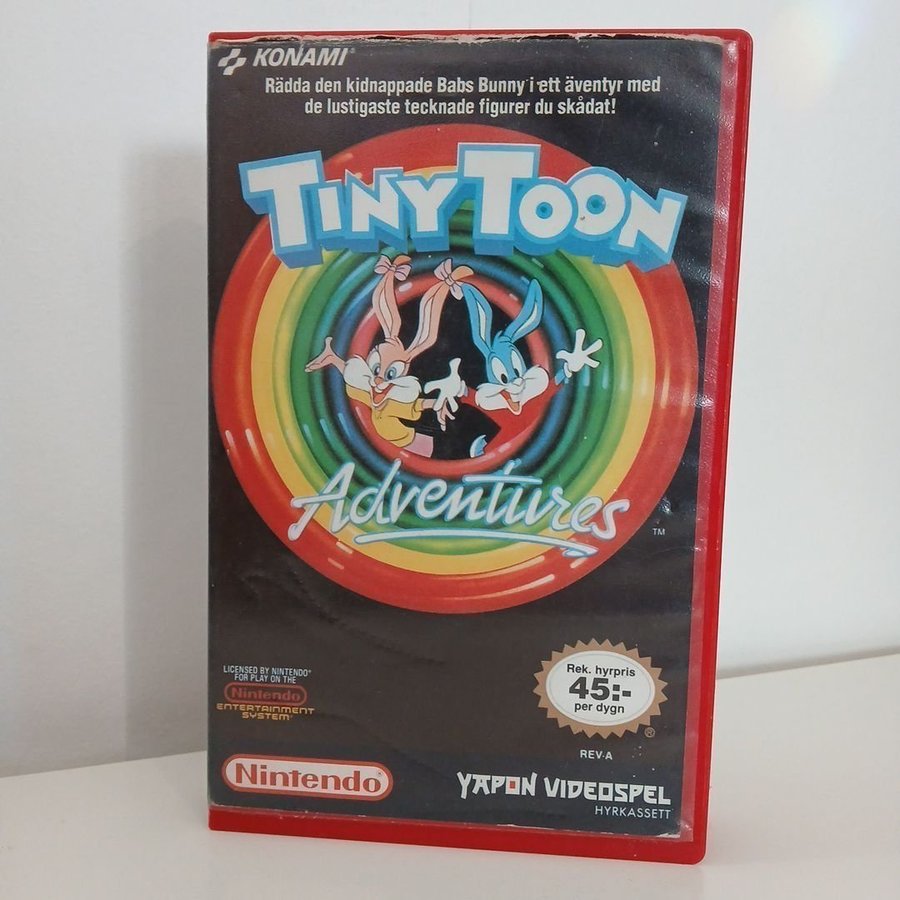 KONAMI®
Rädda den kidnappade Babs Bunny i ett äventyr med
de lustigaste tecknade figurer du skådat!
TINY TOON
Adventures
TM
LICENSED BY NINTENDO®
FOR PLAY ON THE
Nintendo
ENTERTAINMENT
SYSTEM®
Rek. hyrpris
45:-
per dygn
®
REV-A
Nintendo®
YAPON VIDEOSPEL
HYRKASSETT